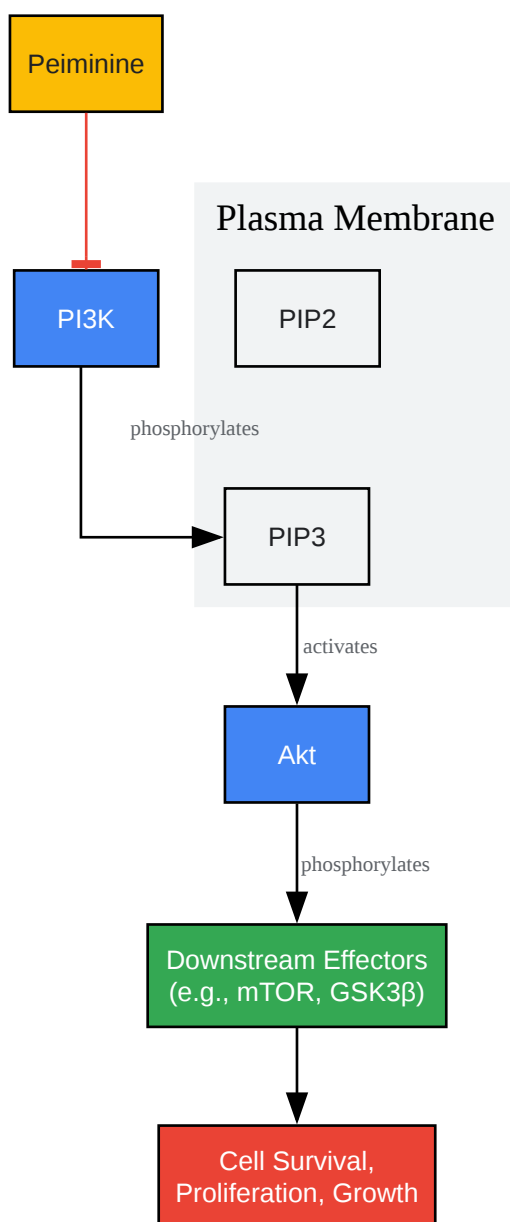 Peiminine
Plasma Membrane
PI3K
PIP2
phosphorylates
PIP3
activates
Akt
phosphorylates
Downstream Effectors
(e.g., mTOR, GSK3β)
Cell Survival,
Proliferation, Growth